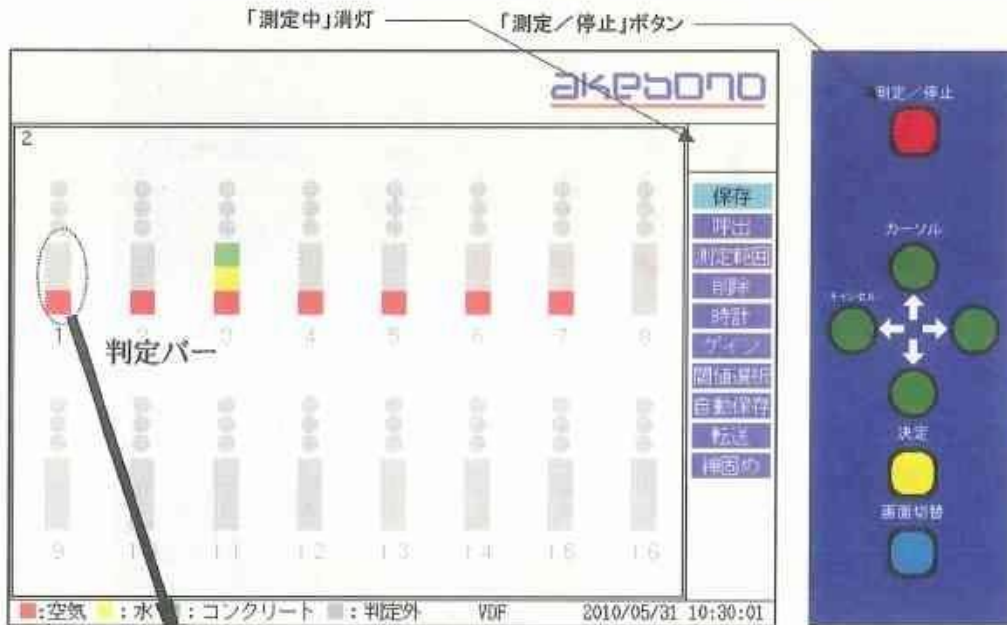 「測定中」消灯
「測定／停止」ボタン
akebono
2
保存
呼出
測定範囲
削除
時計
ゲイン
閾値選択
自動保存
転送
締固め
1 2 3 4 5 6 7 8
判定バー
9 10 11 12 13 14 15 16
:空気 :水 :コンクリート :判定外 VDF 2010/05/31 10:30:01
測定／停止
カーソル
キャンセル
決定
画面切替